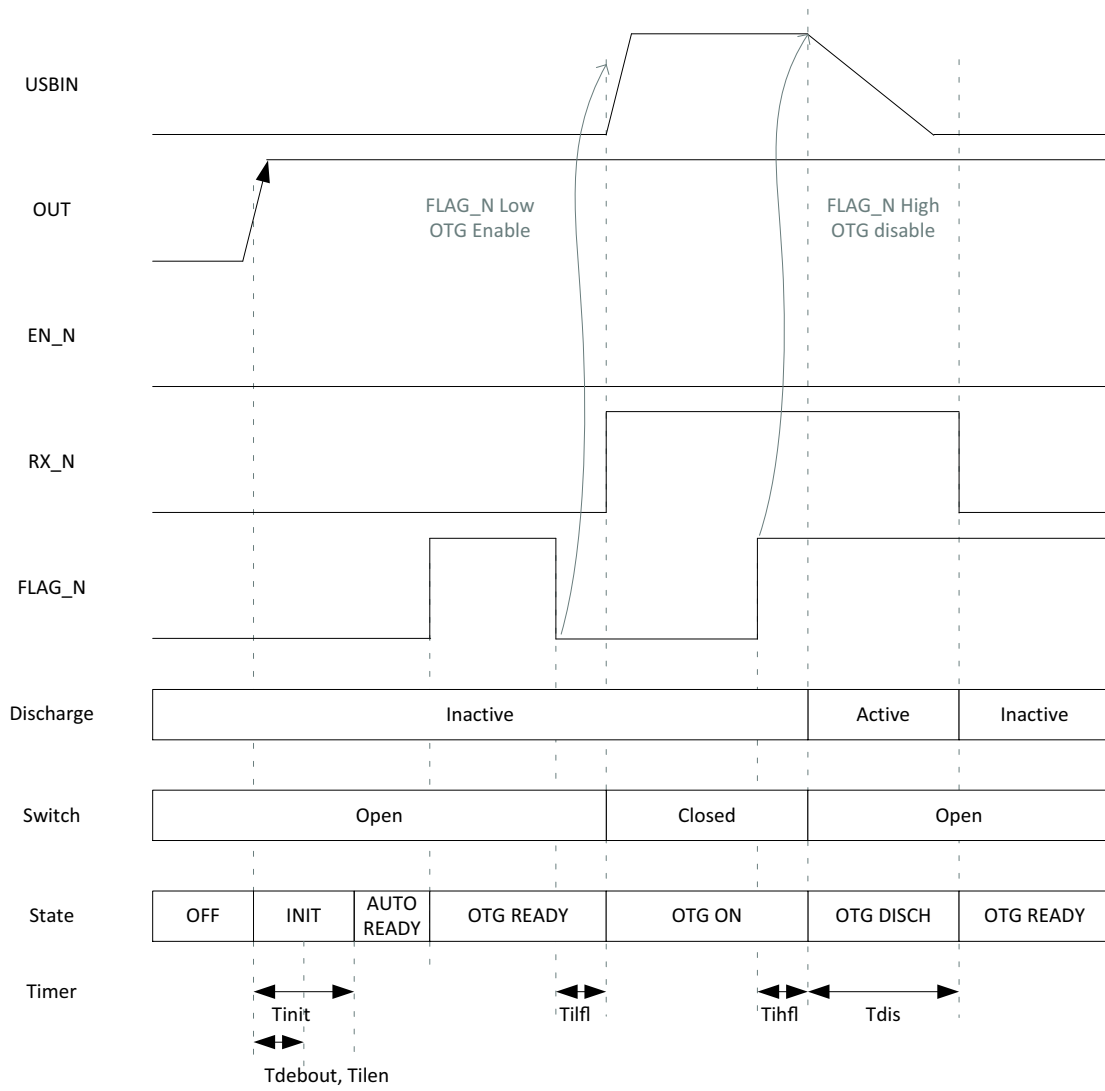 USBIN
OUT
FLAG_N Low
OTG Enable
FLAG_N High
OTG disable
EN_N
RX_N
FLAG_N
Discharge
Inactive
Active
Inactive
Switch
Open
Closed
Open
State
OFF
INIT
AUTO
READY
OTG READY
OTG ON
OTG DISCH
OTG READY
Timer
Tinit
Tilfl
Tihfl
Tdis
Tdebout, Tilen